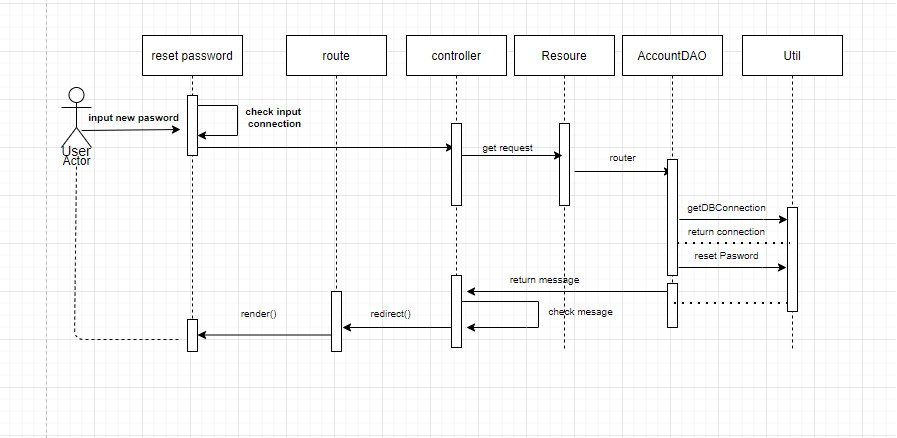 reset password
route
controller
Resoure
AccountDAO
Util
input new pasword
check input
connection
User
Actor
get request
router
getDBConnection
return connection
reset Pasword
return message
check mesage
render()
redirect()